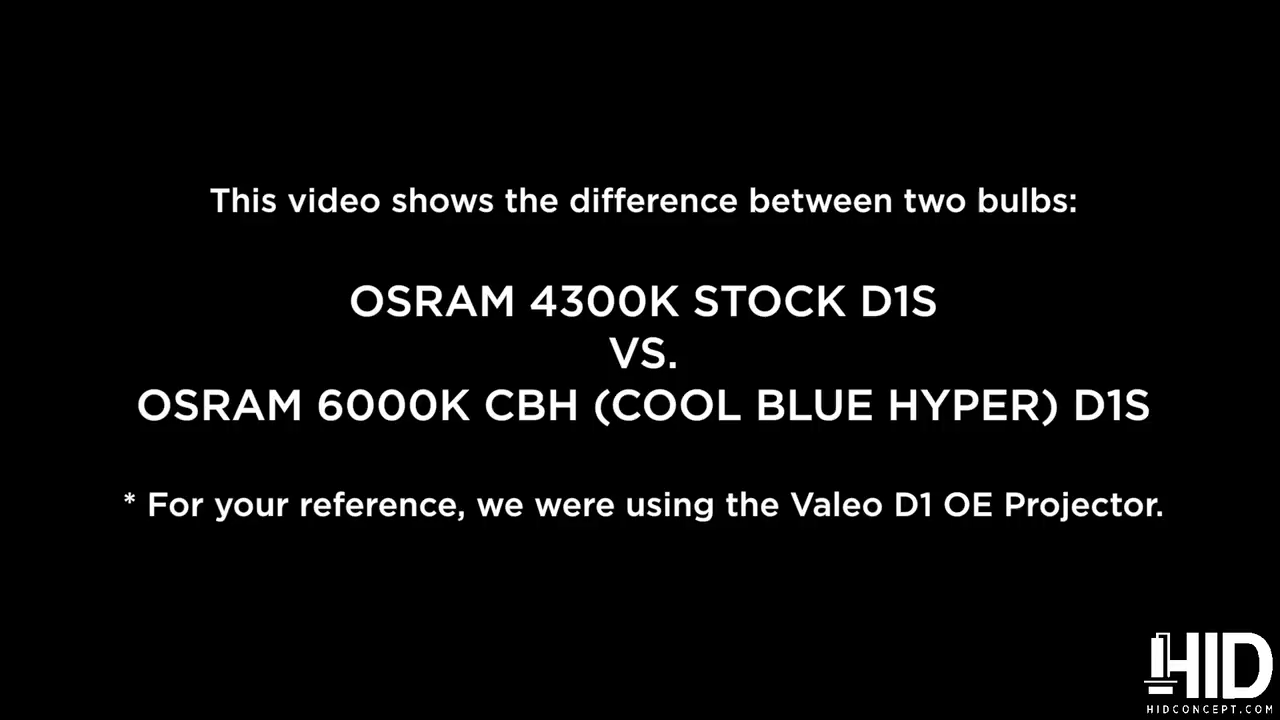 This video shows the difference between two bulbs:
OSRAM 4300K STOCK D1S
VS.
OSRAM 6000K CBH (COOL BLUE HYPER) D1S
* For your reference, we were using the Valeo D1 OE Projector.
HID
HIDCONCEPT.COM